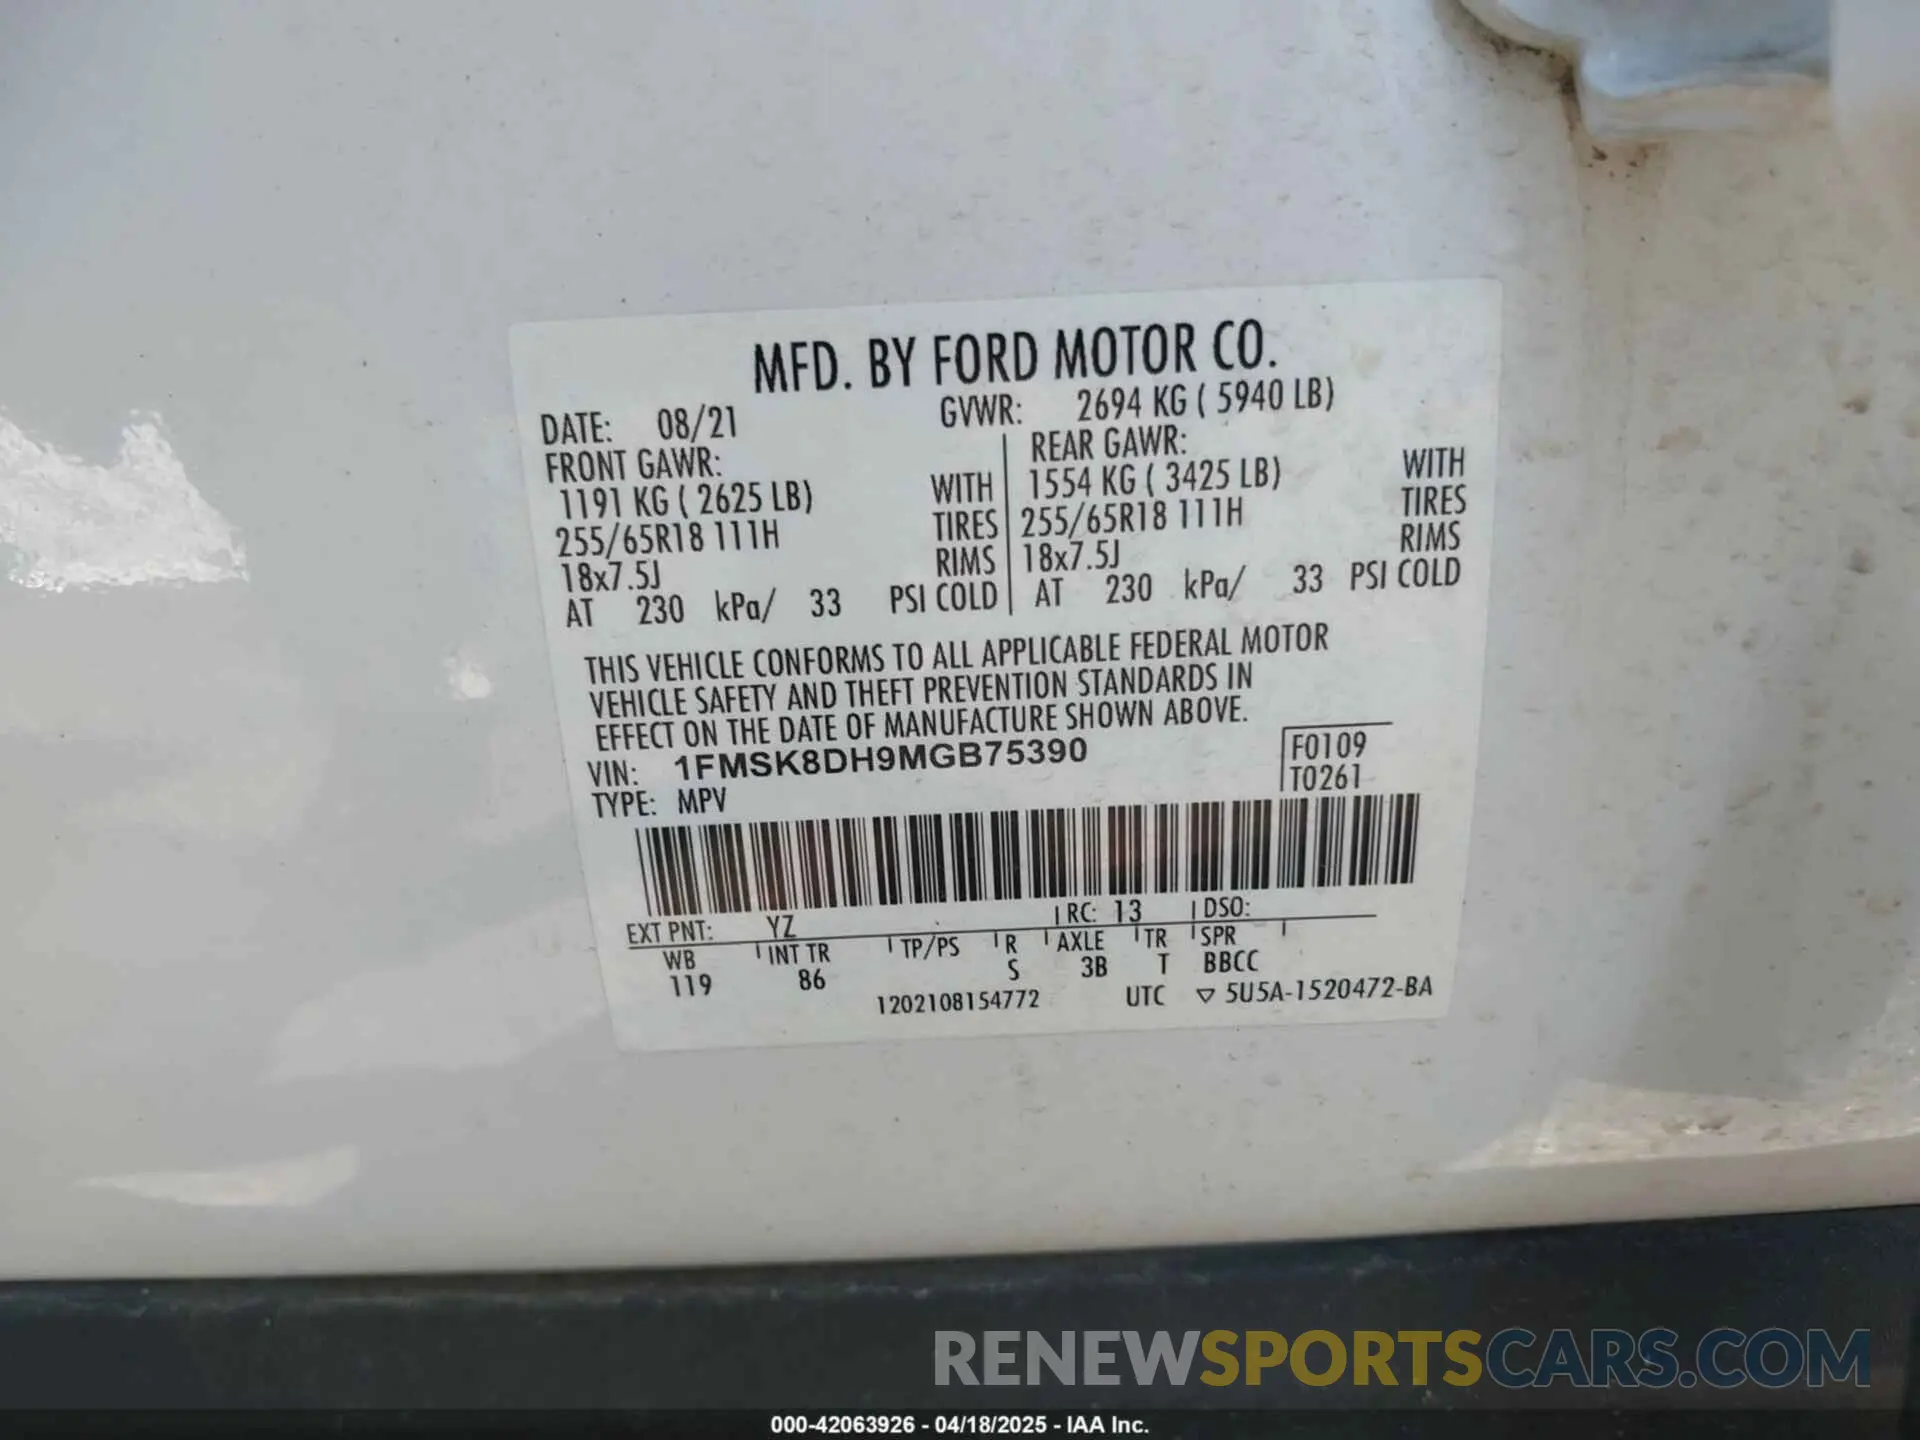 MFD. BY FORD MOTOR CO.
DATE: 08/21 GVWR: 2694 KG ( 5940 LB)
FRONT GAWR: REAR GAWR:
1191 KG ( 2625 LB) WITH 1554 KG ( 3425 LB) WITH
255/65R18 111H TIRES 255/65R18 111H TIRES
18x7.5J RIMS 18x7.5J RIMS
AT 230 kPa/ 33 PSI COLD AT 230 kPa/ 33 PSI COLD
THIS VEHICLE CONFORMS TO ALL APPLICABLE FEDERAL MOTOR
VEHICLE SAFETY AND THEFT PREVENTION STANDARDS IN
EFFECT ON THE DATE OF MANUFACTURE SHOWN ABOVE.
VIN: 1FMSK8DH9MGB75390 F0109
TYPE: MPV T0261
EXT PNT: YZ RC: 13 DSO:
WB INT TR TP/PS R AXLE TR SPR
119 86 S 3B T BBCC
1202108154772 UTC ▽ 5U5A-1520472-BA
RENEWSPORTSCARS.COM
000-42063926 - 04/18/2025 - IAA Inc.